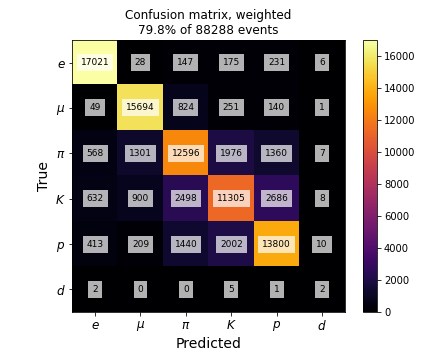 Confusion matrix, weighted
79.8% of 88288 events
True
e 17021 28 147 175 231 6
μ 49 15694 824 251 140 1
π 568 1301 12596 1976 1360 7
K 632 900 2498 11305 2686 8
p 413 209 1440 2002 13800 10
d 2 0 0 5 1 2
e μ π K p d
Predicted
16000
14000
12000
10000
8000
6000
4000
2000
0